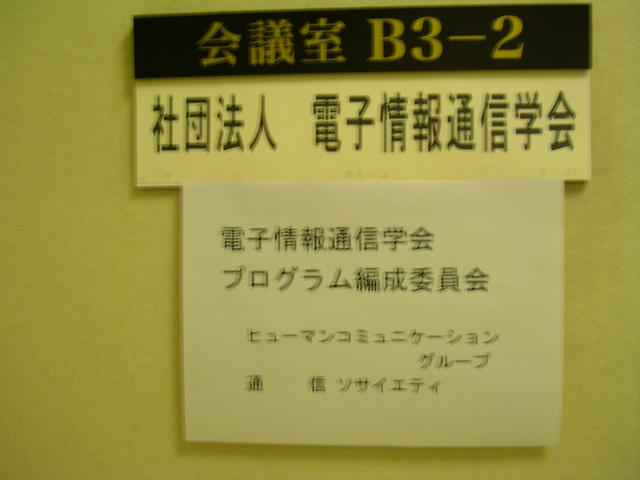 会議室 B3-2
社団法人 電子情報通信学会
電子情報通信学会
プログラム編成委員会
ヒューマンコミュニケーション
グループ
通 信 ソサイエティ